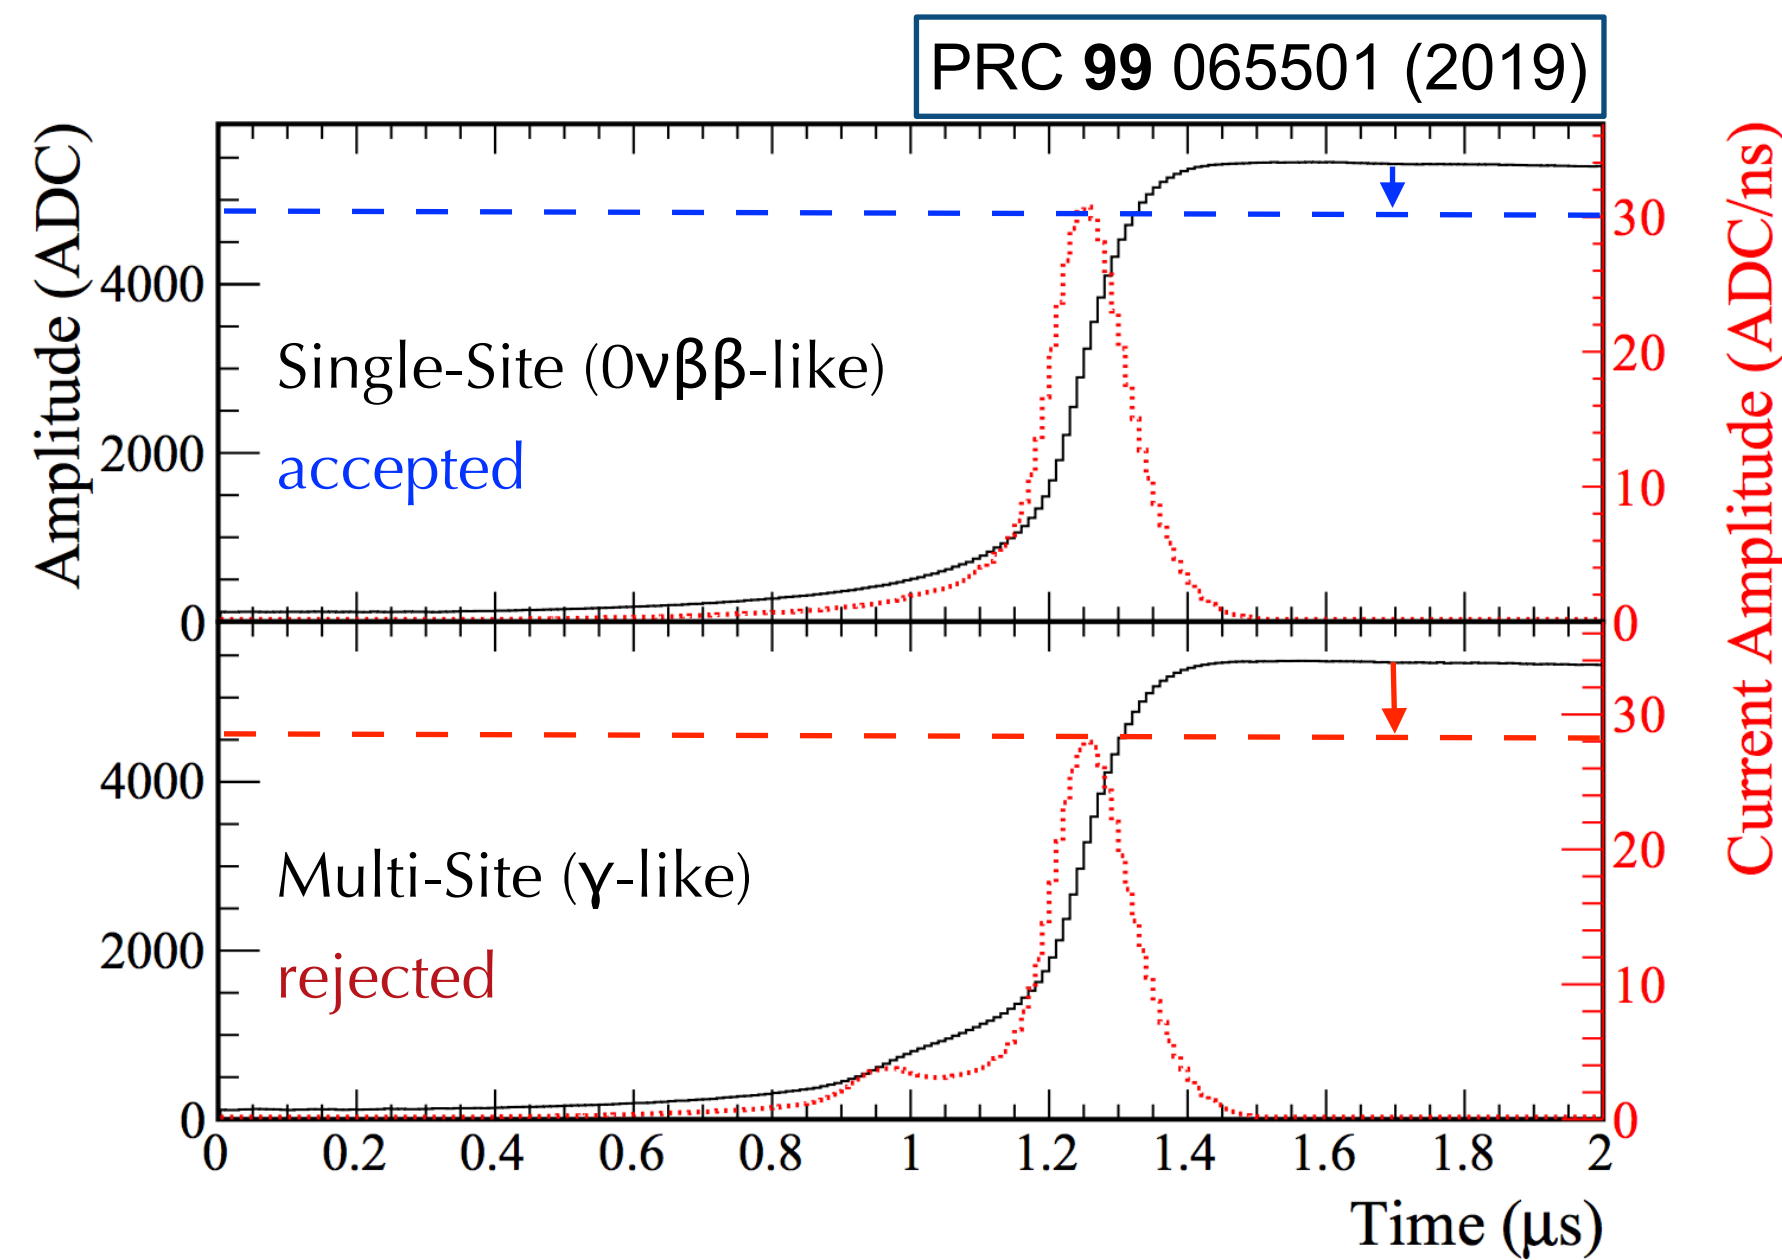 PRC 99 065501 (2019)
Amplitude (ADC)
4000
2000
0
Single-Site (0νββ-like)
accepted
30
20
10
0
Current Amplitude (ADC/ns)
4000
2000
0
Multi-Site (γ-like)
rejected
30
20
10
0
0 0.2 0.4 0.6 0.8 1 1.2 1.4 1.6 1.8 2
Time (μs)